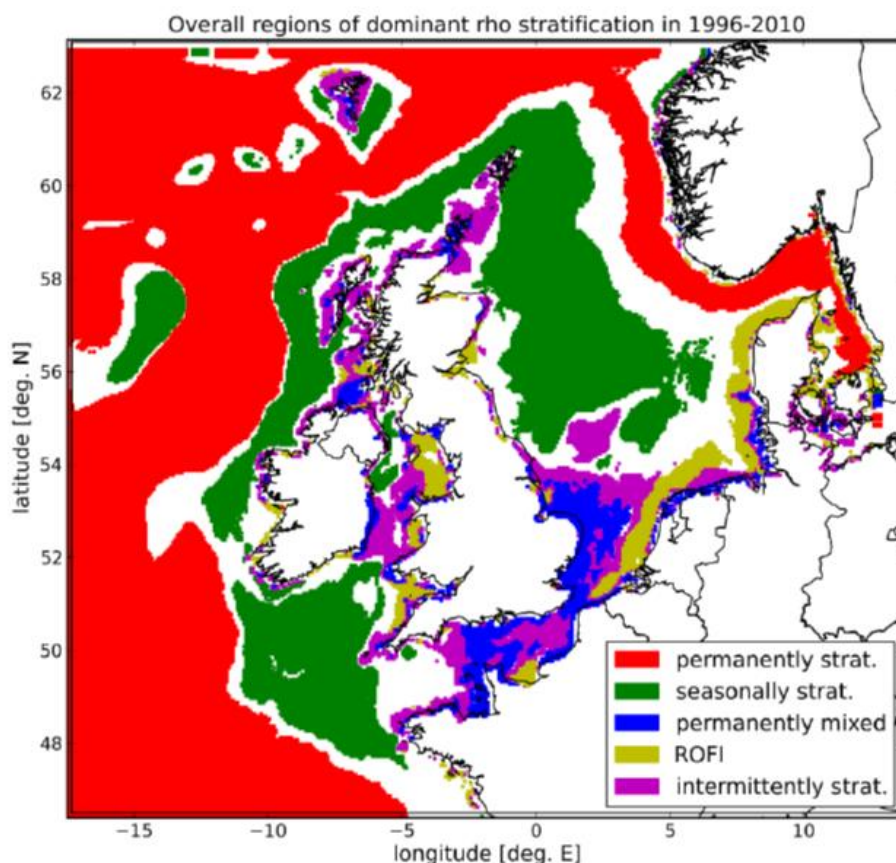 Overall regions of dominant rho stratification in 1996-2010
latitude [deg. N]
62
60
58
56
54
52
50
48
−15
−10
−5
0
5
10
longitude [deg. E]
permanently strat.
seasonally strat.
permanently mixed
ROFI
intermittently strat.